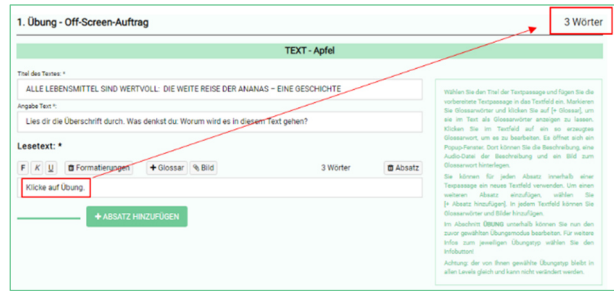 1. Übung - Off-Screen-Auftrag
3 Wörter
TEXT - Apfel
Titel des Textes: *
ALLE LEBENSMITTEL SIND WERTVOLL: DIE WEITE REISE DER ANANAS – EINE GESCHICHTE
Angabe Text *:
Lies dir die Überschrift durch. Was denkst du: Worum wird es in diesem Text gehen?
Lesetext: *
F K U Formatierungen + Glossar Bild 3 Wörter Absatz
Klicke auf Übung.
+ ABSATZ HINZUFÜGEN
Wählen Sie den Titel der Textpassage und fügen Sie die
vorbereitete Textpassage in das Textfeld ein. Markieren
Sie Glossarwörter und klicken Sie auf [+ Glossar], um
sie im Text als Glossarwörter anzeigen zu lassen.
Klicken Sie im Textfeld auf ein so erzeugtes
Glossarwort, um es zu bearbeiten. Es öffnet sich ein
Popup-Fenster. Dort können Sie die Beschreibung, eine
Audio-Datei der Beschreibung und ein Bild zum
Glossarwort hinterlegen.
Sie können für jeden Absatz innerhalb einer
Textpassage ein neues Textfeld verwenden. Um einen
weiteren Absatz einzufügen, wählen Sie
[+ Absatz hinzufügen]. In jedem Textfeld können Sie
Glossarwörter und Bilder hinzufügen.
Im Abschnitt ÜBUNG unterhalb können Sie nun den
zuvor gewählten Übungsmodus bearbeiten. Für weitere
Infos zum jeweiligen Übungstyp wählen Sie den
Infobutton!
Achtung: der von Ihnen gewählte Übungstyp bleibt in
allen Levels gleich und kann nicht verändert werden.